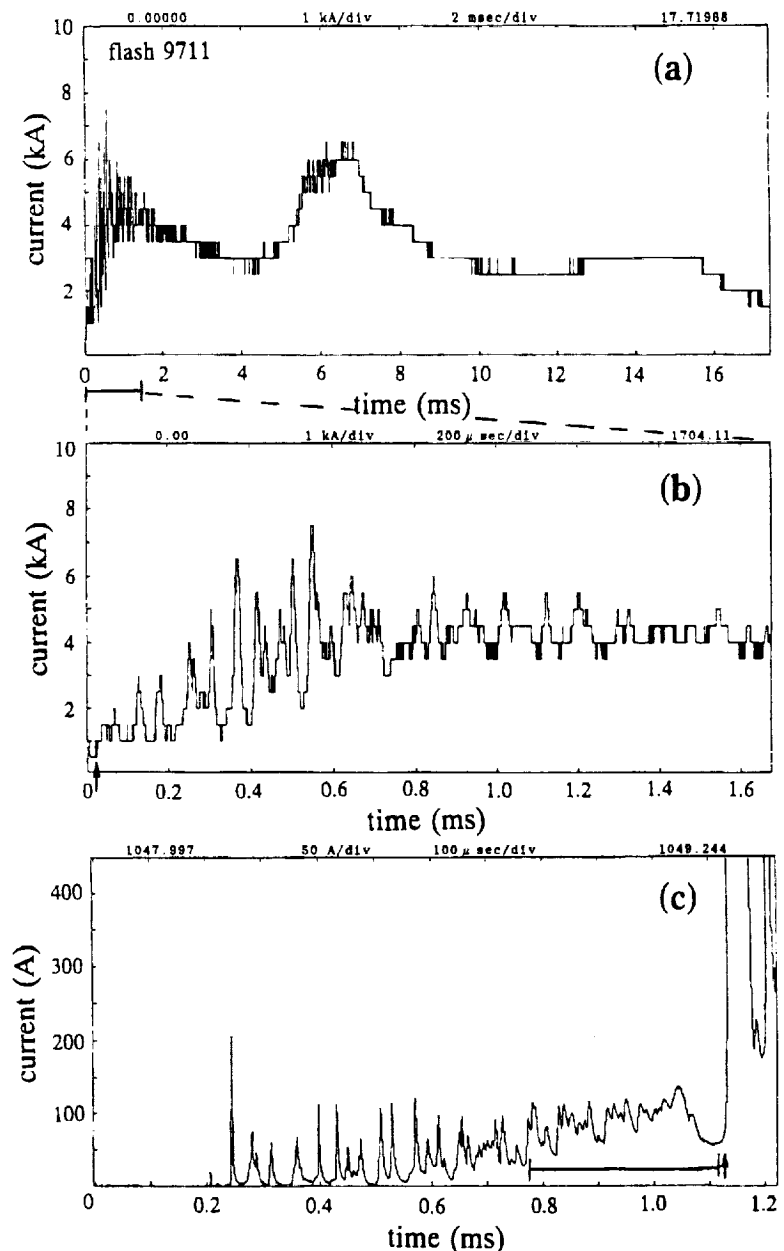 0.00000 1 kA/div 2 msec/div 17.71988
flash 9711
(a)
10
8
6
4
2
current (kA)
0 2 4 6 8 10 12 14 16
time (ms)
0.00 1 kA/div 200 μ sec/div 1704.11
(b)
10
8
6
4
2
current (kA)
0 0.2 0.4 0.6 0.8 1.0 1.2 1.4 1.6
time (ms)
1047.997 50 A/div 100 μ sec/div 1049.244
(c)
400
300
200
100
0
current (A)
0 0.2 0.4 0.6 0.8 1.0 1.2
time (ms)